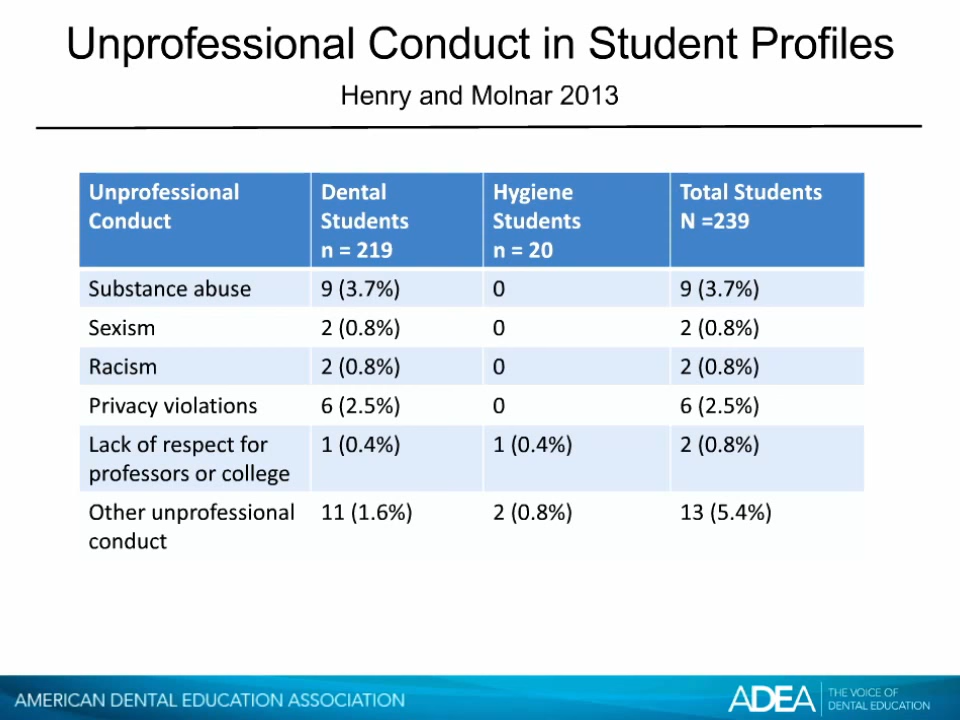 Unprofessional Conduct in Student Profiles
Henry and Molnar 2013
Unprofessional Conduct
Dental Students n = 219
Hygiene Students n = 20
Total Students N =239
Substance abuse 9 (3.7%) 0 9 (3.7%)
Sexism 2 (0.8%) 0 2 (0.8%)
Racism 2 (0.8%) 0 2 (0.8%)
Privacy violations 6 (2.5%) 0 6 (2.5%)
Lack of respect for professors or college 1 (0.4%) 1 (0.4%) 2 (0.8%)
Other unprofessional conduct 11 (1.6%) 2 (0.8%) 13 (5.4%)
AMERICAN DENTAL EDUCATION ASSOCIATION
ADEA
THE VOICE OF
DENTAL EDUCATION